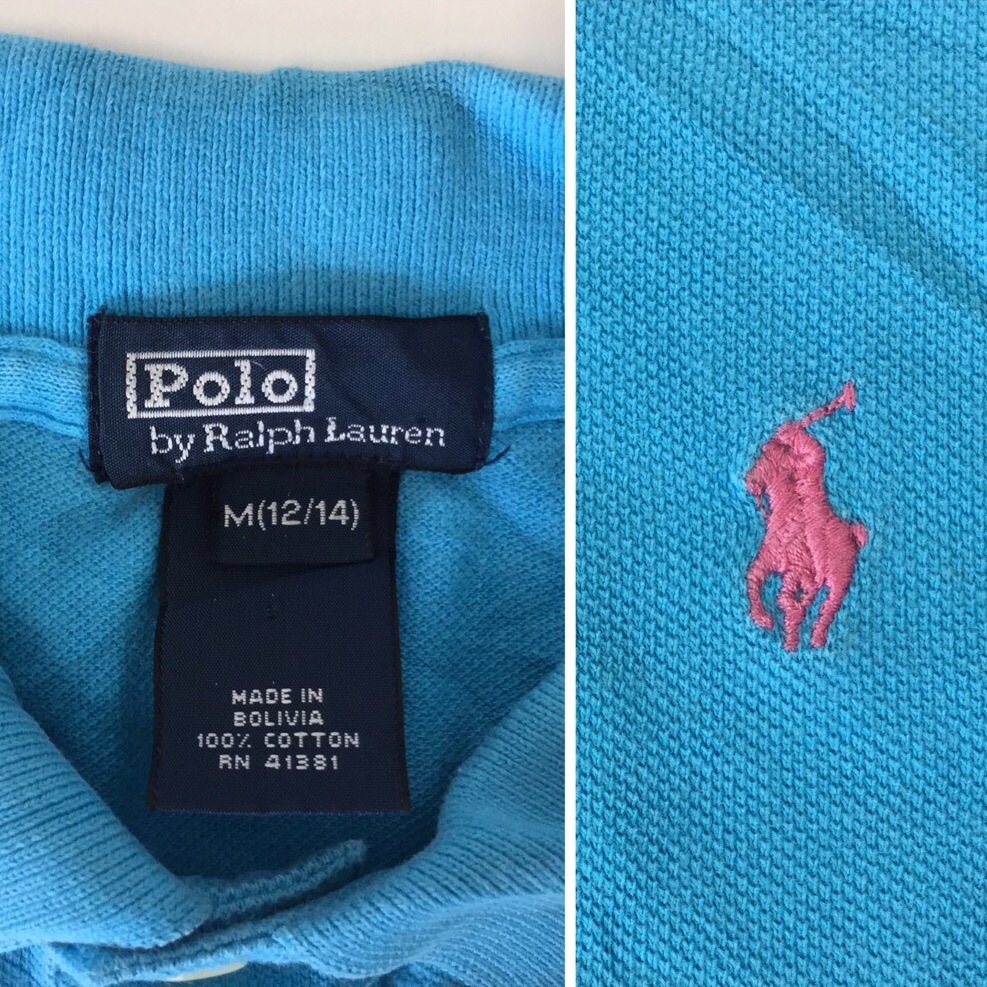 Polo
by Ralph Lauren
M(12/14)
MADE IN
BOLIVIA
100% COTTON
RN 41381